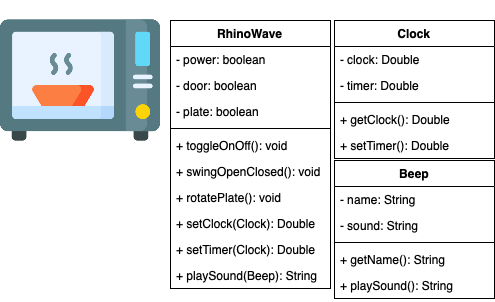 RhinoWave
- power: boolean
- door: boolean
- plate: boolean
+ toggleOnOff(): void
+ swingOpenClosed(): void
+ rotatePlate(): void
+ setClock(Clock): Double
+ setTimer(Clock): Double
+ playSound(Beep): String
Clock
- clock: Double
- timer: Double
+ getClock(): Double
+ setTimer(): Double
Beep
- name: String
- sound: String
+ getName(): String
+ playSound(): String